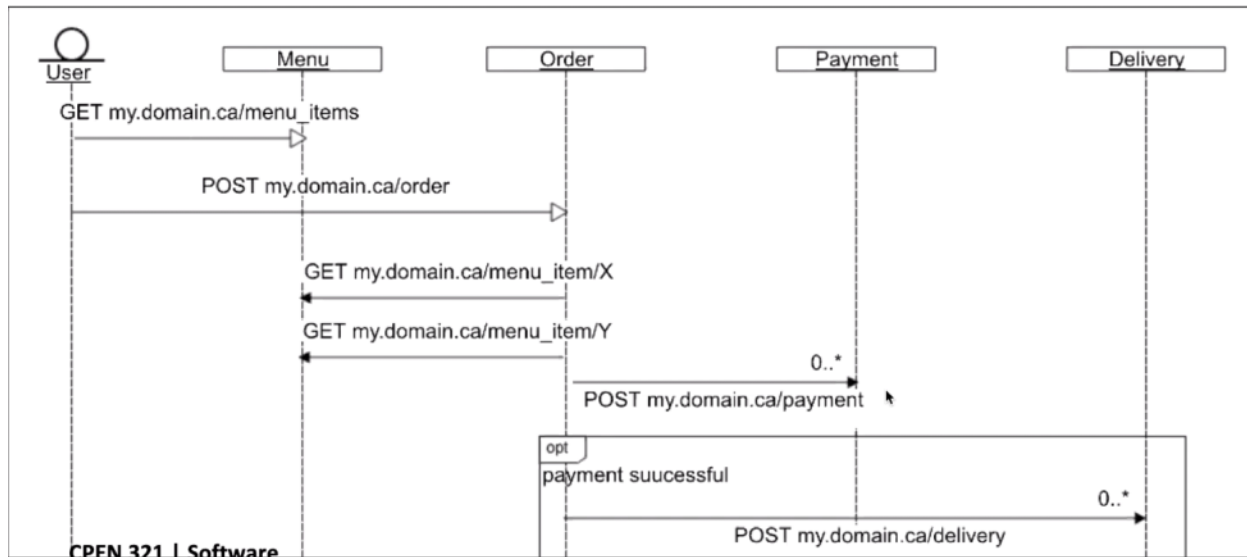 User
Menu
Order
Payment
Delivery
GET my.domain.ca/menu_items
POST my.domain.ca/order
GET my.domain.ca/menu_item/X
GET my.domain.ca/menu_item/Y
0..*
POST my.domain.ca/payment
opt
payment suucessful
0..*
POST my.domain.ca/delivery
CPEN 321 | Software